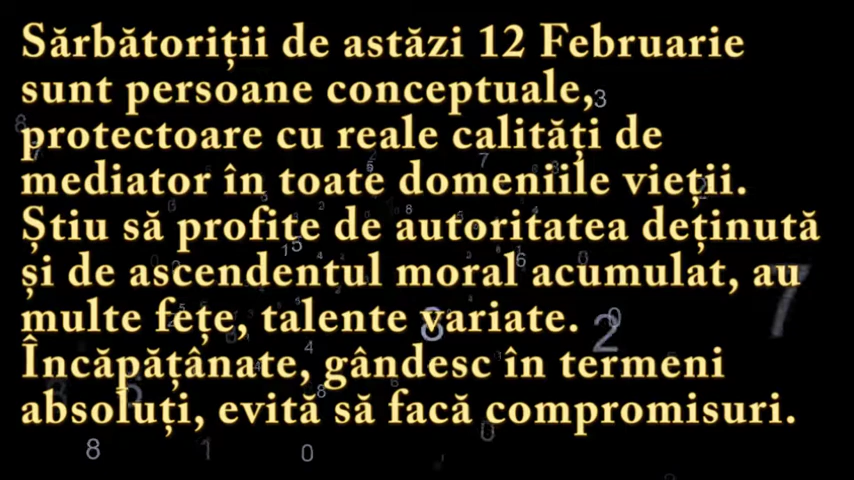 Sărbătoriții de astăzi 12 Februarie
sunt persoane conceptuale,
protectoare cu reale calități de
mediator în toate domeniile vieții.
Știu să profite de autoritatea deținută
și de ascendentul moral acumulat, au
multe fețe, talente variate.
Încăpățânate, gândesc în termeni
absoluți, evită să facă compromisuri.